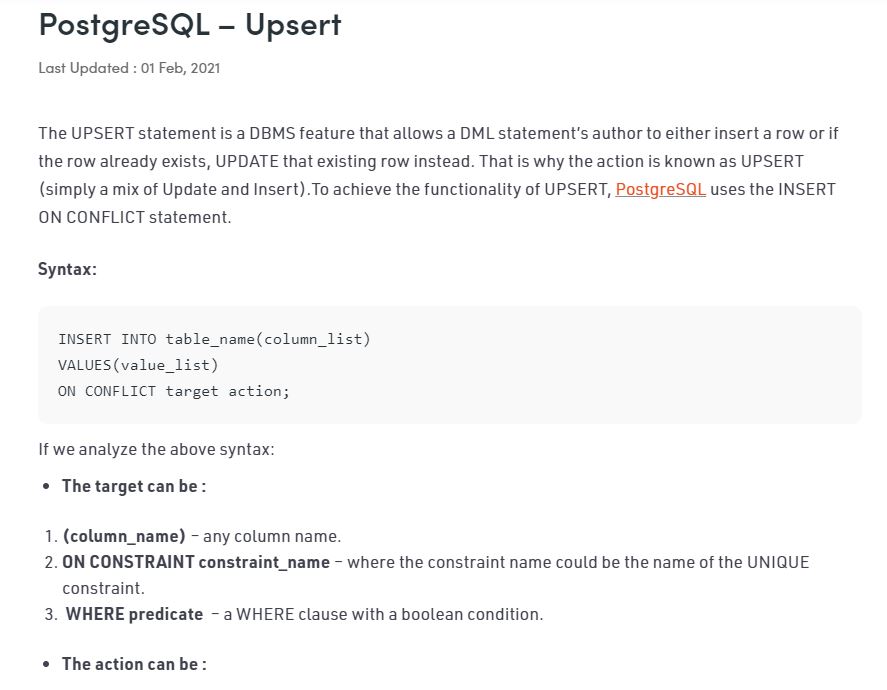 PostgreSQL – Upsert
Last Updated : 01 Feb, 2021
The UPSERT statement is a DBMS feature that allows a DML statement's author to either insert a row or if
the row already exists, UPDATE that existing row instead. That is why the action is known as UPSERT
(simply a mix of Update and Insert).To achieve the functionality of UPSERT, PostgreSQL uses the INSERT
ON CONFLICT statement.
Syntax:
INSERT INTO table_name(column_list)
VALUES(value_list)
ON CONFLICT target action;
If we analyze the above syntax:
• The target can be :
1. (column_name) – any column name.
2. ON CONSTRAINT constraint_name – where the constraint name could be the name of the UNIQUE
constraint.
3. WHERE predicate – a WHERE clause with a boolean condition.
• The action can be :